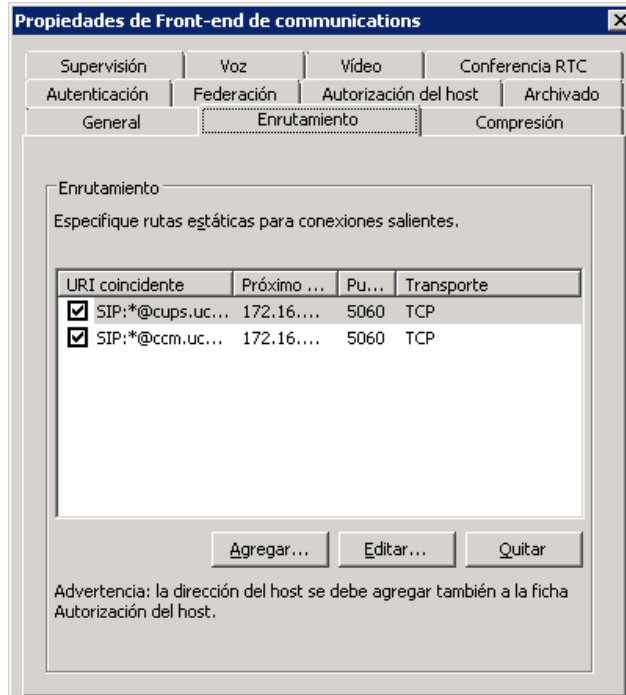 Propiedades de Front-end de communications
Supervisión Voz Vídeo Conferencia RTC
Autenticación Federación Autorización del host Archivado
General Enrutamiento Compresión
Enrutamiento
Especifique rutas estáticas para conexiones salientes.
URI coincidente Próximo ... Pu... Transporte
SIP:*@cups.uc... 172.16.... 5060 TCP
SIP:*@ccm.uc... 172.16.... 5060 TCP
Agregar... Editar... Quitar
Advertencia: la dirección del host se debe agregar también a la ficha
Autorización del host.